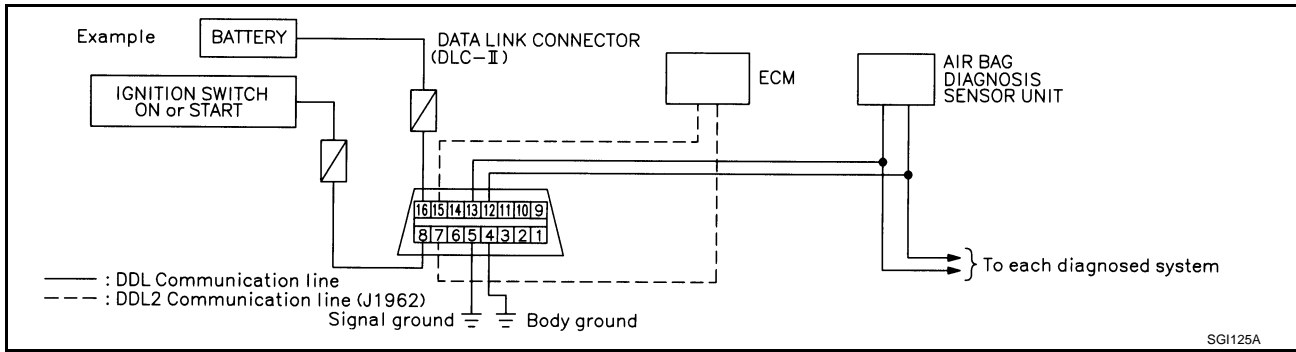 Example
BATTERY
DATA LINK CONNECTOR
(DLC-II)
IGNITION SWITCH
ON or START
ECM
AIR BAG
DIAGNOSIS
SENSOR UNIT
16 15 14 13 12 11 10 9
8 7 6 5 4 3 2 1
To each diagnosed system
: DDL Communication line
: DDL2 Communication line (J1962)
Signal ground
Body ground
SGI125A